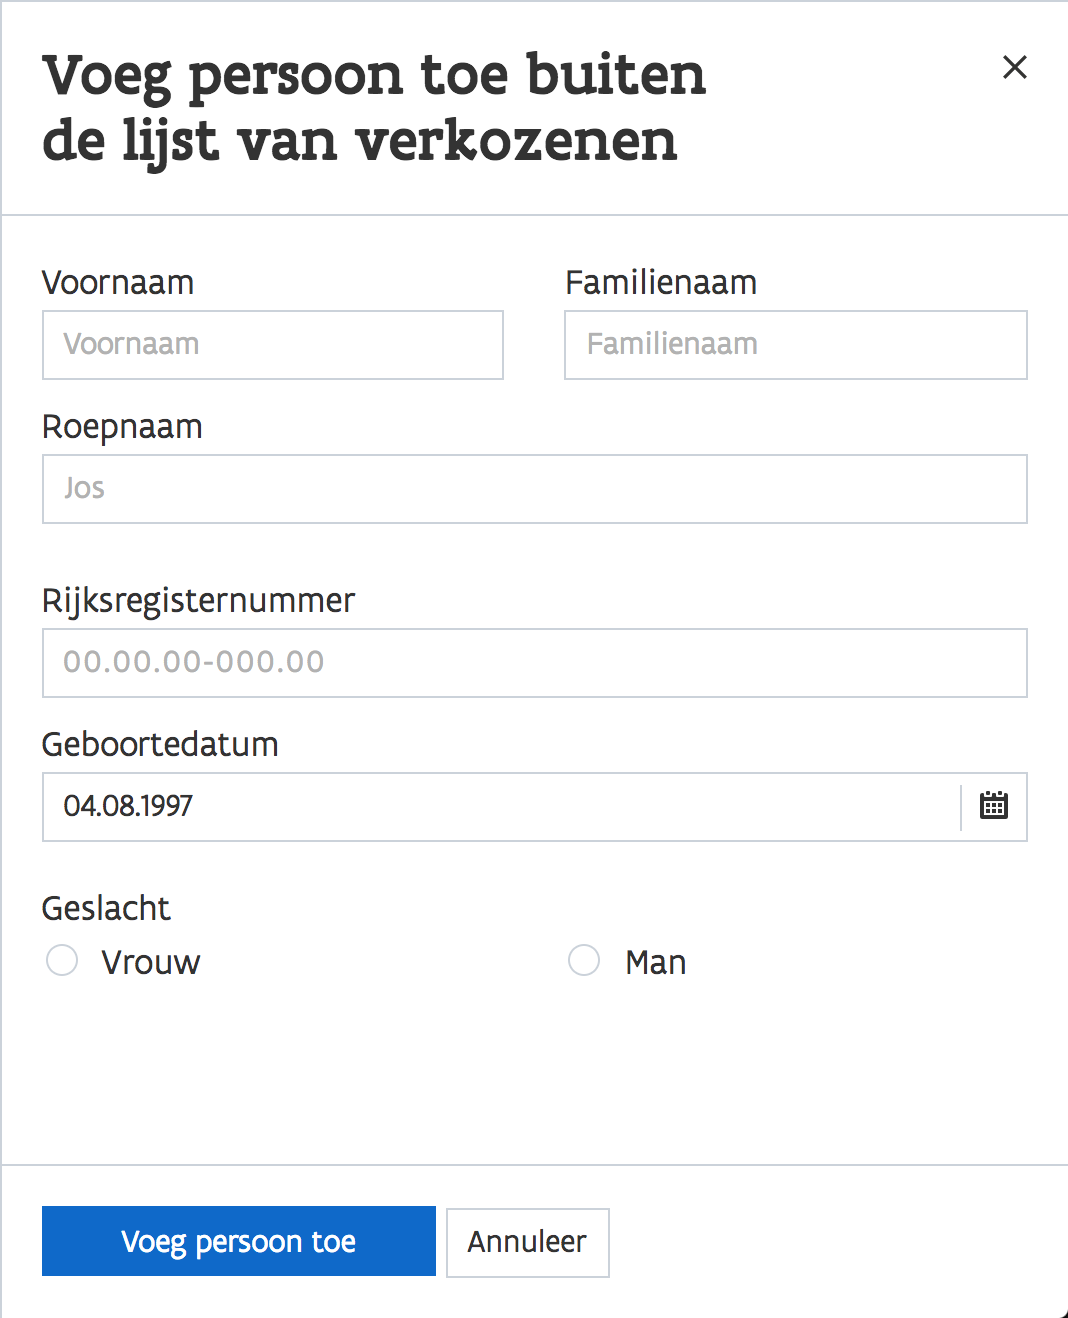 Voeg persoon toe buiten
de lijst van verkozenen
Voornaam
Familienaam
Voornaam
Familienaam
Roepnaam
Jos
Rijksregisternummer
00.00.00-000.00
Geboortedatum
04.08.1997
Geslacht
Vrouw
Man
Voeg persoon toe
Annuleer